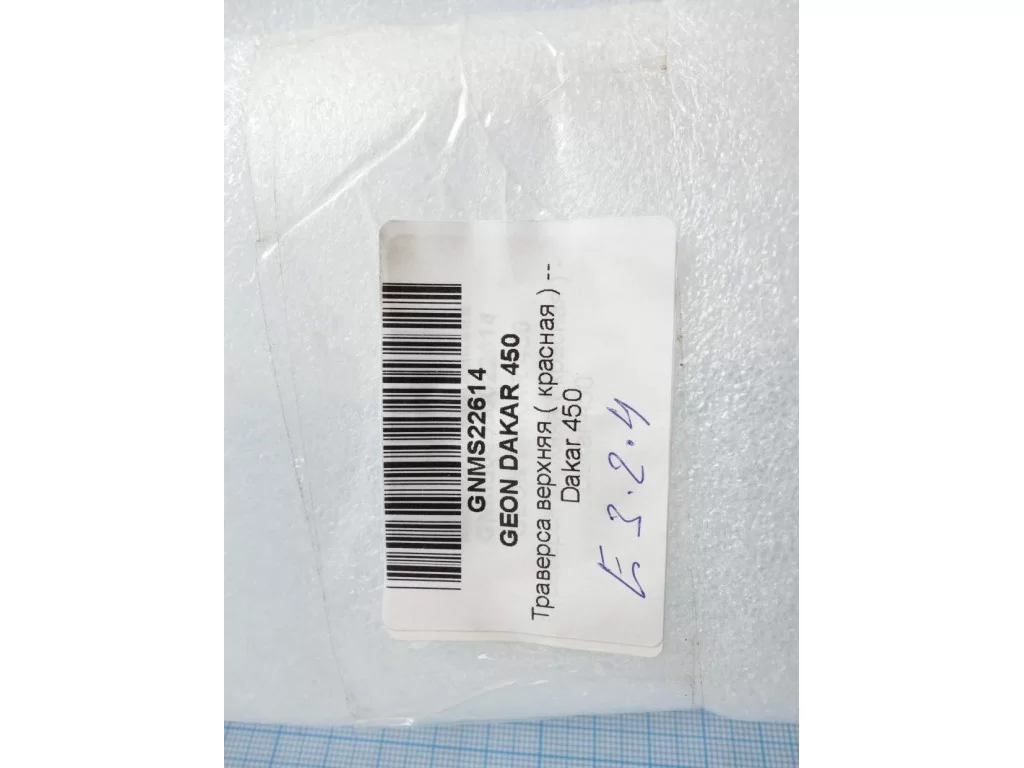 GNMS22614
GEON DAKAR 450
Траверса верхняя ( красная ) --
Dakar 450
E 3.2.4